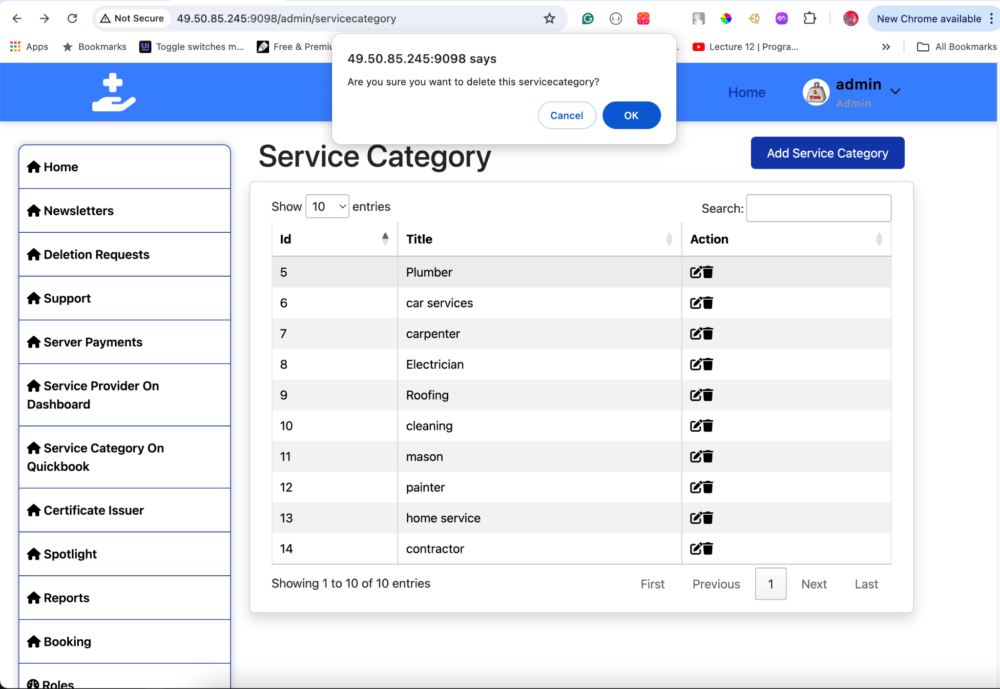 Not Secure 49.50.85.245:9098/admin/servicecategory New Chrome available
Apps Bookmarks Toggle switches m... Free & Premiu Lecture 12 | Progra... All Bookmarks
49.50.85.245:9098 says
Are you sure you want to delete this servicecategory?
Cancel OK
Home admin
Admin
Service Category
Add Service Category
Home
Newsletters
Deletion Requests
Support
Server Payments
Service Provider On
Dashboard
Service Category On
Quickbook
Certificate Issuer
Spotlight
Reports
Booking
Roles
Show 10 entries Search:
Id Title Action
5 Plumber
6 car services
7 carpenter
8 Electrician
9 Roofing
10 cleaning
11 mason
12 painter
13 home service
14 contractor
Showing 1 to 10 of 10 entries First Previous 1 Next Last